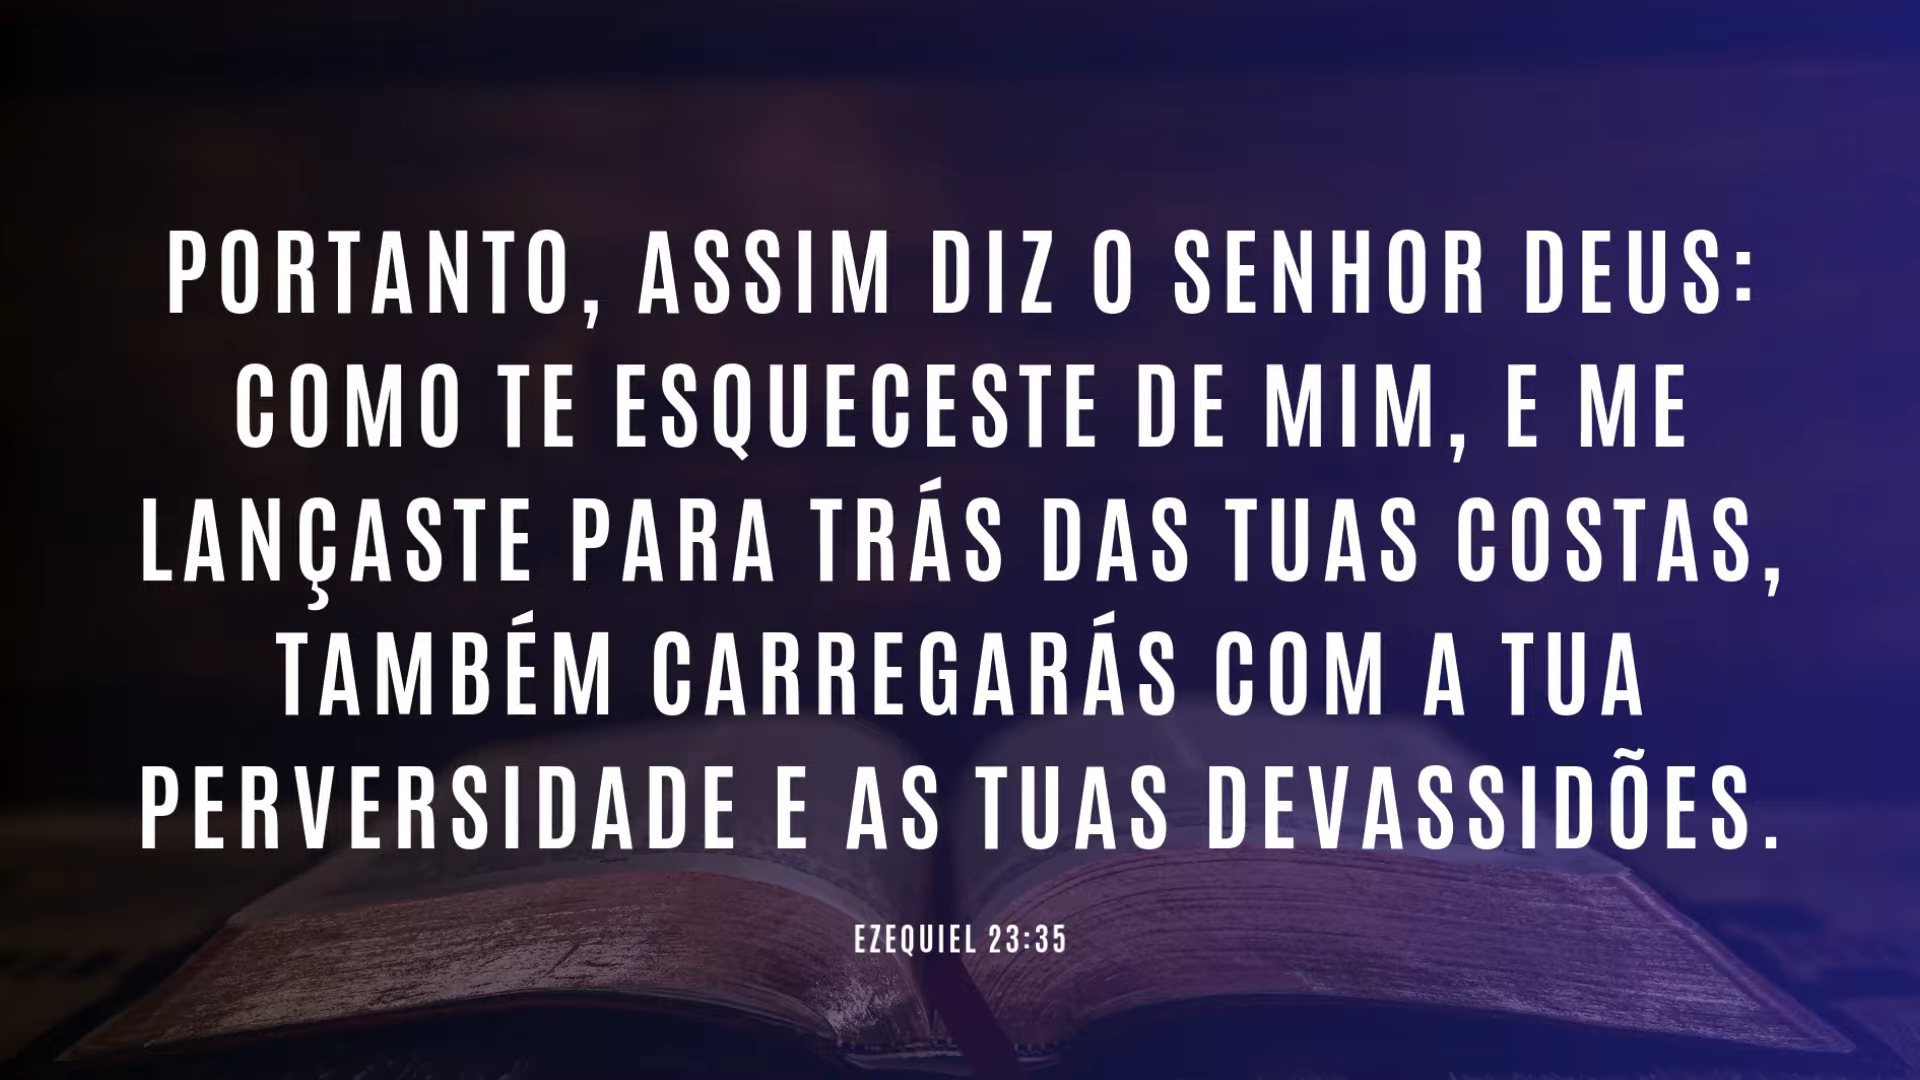 PORTANTO, ASSIM DIZ O SENHOR DEUS:
COMO TE ESQUECESTE DE MIM, E ME
LANÇASTE PARA TRÁS DAS TUAS COSTAS,
TAMBÉM CARREGARÁS COM A TUA
PERVERSIDADE E AS TUAS DEVASSIDÕES.
EZEQUIEL 23:35